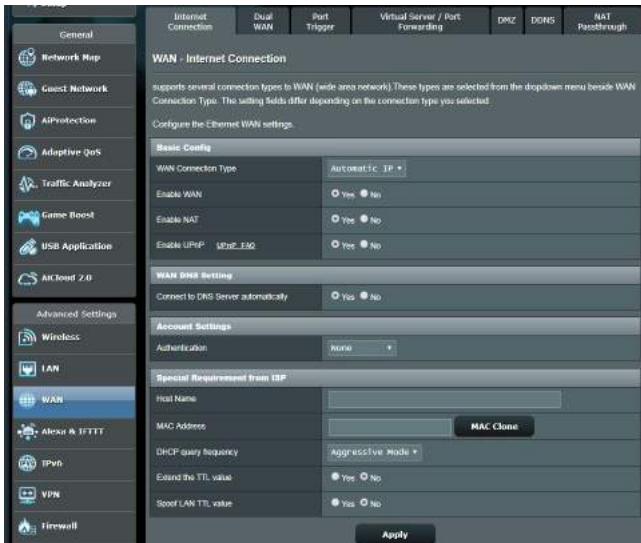 General
Network Map
Guest Network
AiProtection
Adaptive QoS
Traffic Analyzer
Game Boost
USB Application
AiCloud 2.0
Advanced Settings
Wireless
LAN
WAN
Alexa & IFTTT
IPv6
VPN
Firewall
Internet Connection
Dual WAN
Port Trigger
Virtual Server / Port Forwarding
DMZ
DDNS
NAT Passthrough
WAN - Internet Connection
supports several connection types to WAN (wide area network).These types are selected from the dropdown menu beside WAN
Connection Type. The setting fields differ depending on the connection type you selected
Configure the Ethernet WAN settings.
Basic Config
WAN Connection Type Automatic IP
Enable WAN Yes No
Enable NAT Yes No
Enable UPnP UPnP FAQ Yes No
WAN DNS Setting
Connect to DNS Server automatically Yes No
Account Settings
Authentication None
Special Requirement from ISP
Host Name
MAC Address MAC Clone
DHCP query frequency Aggressive Mode
Extend the TTL value Yes No
Spoof LAN TTL value Yes No
Apply